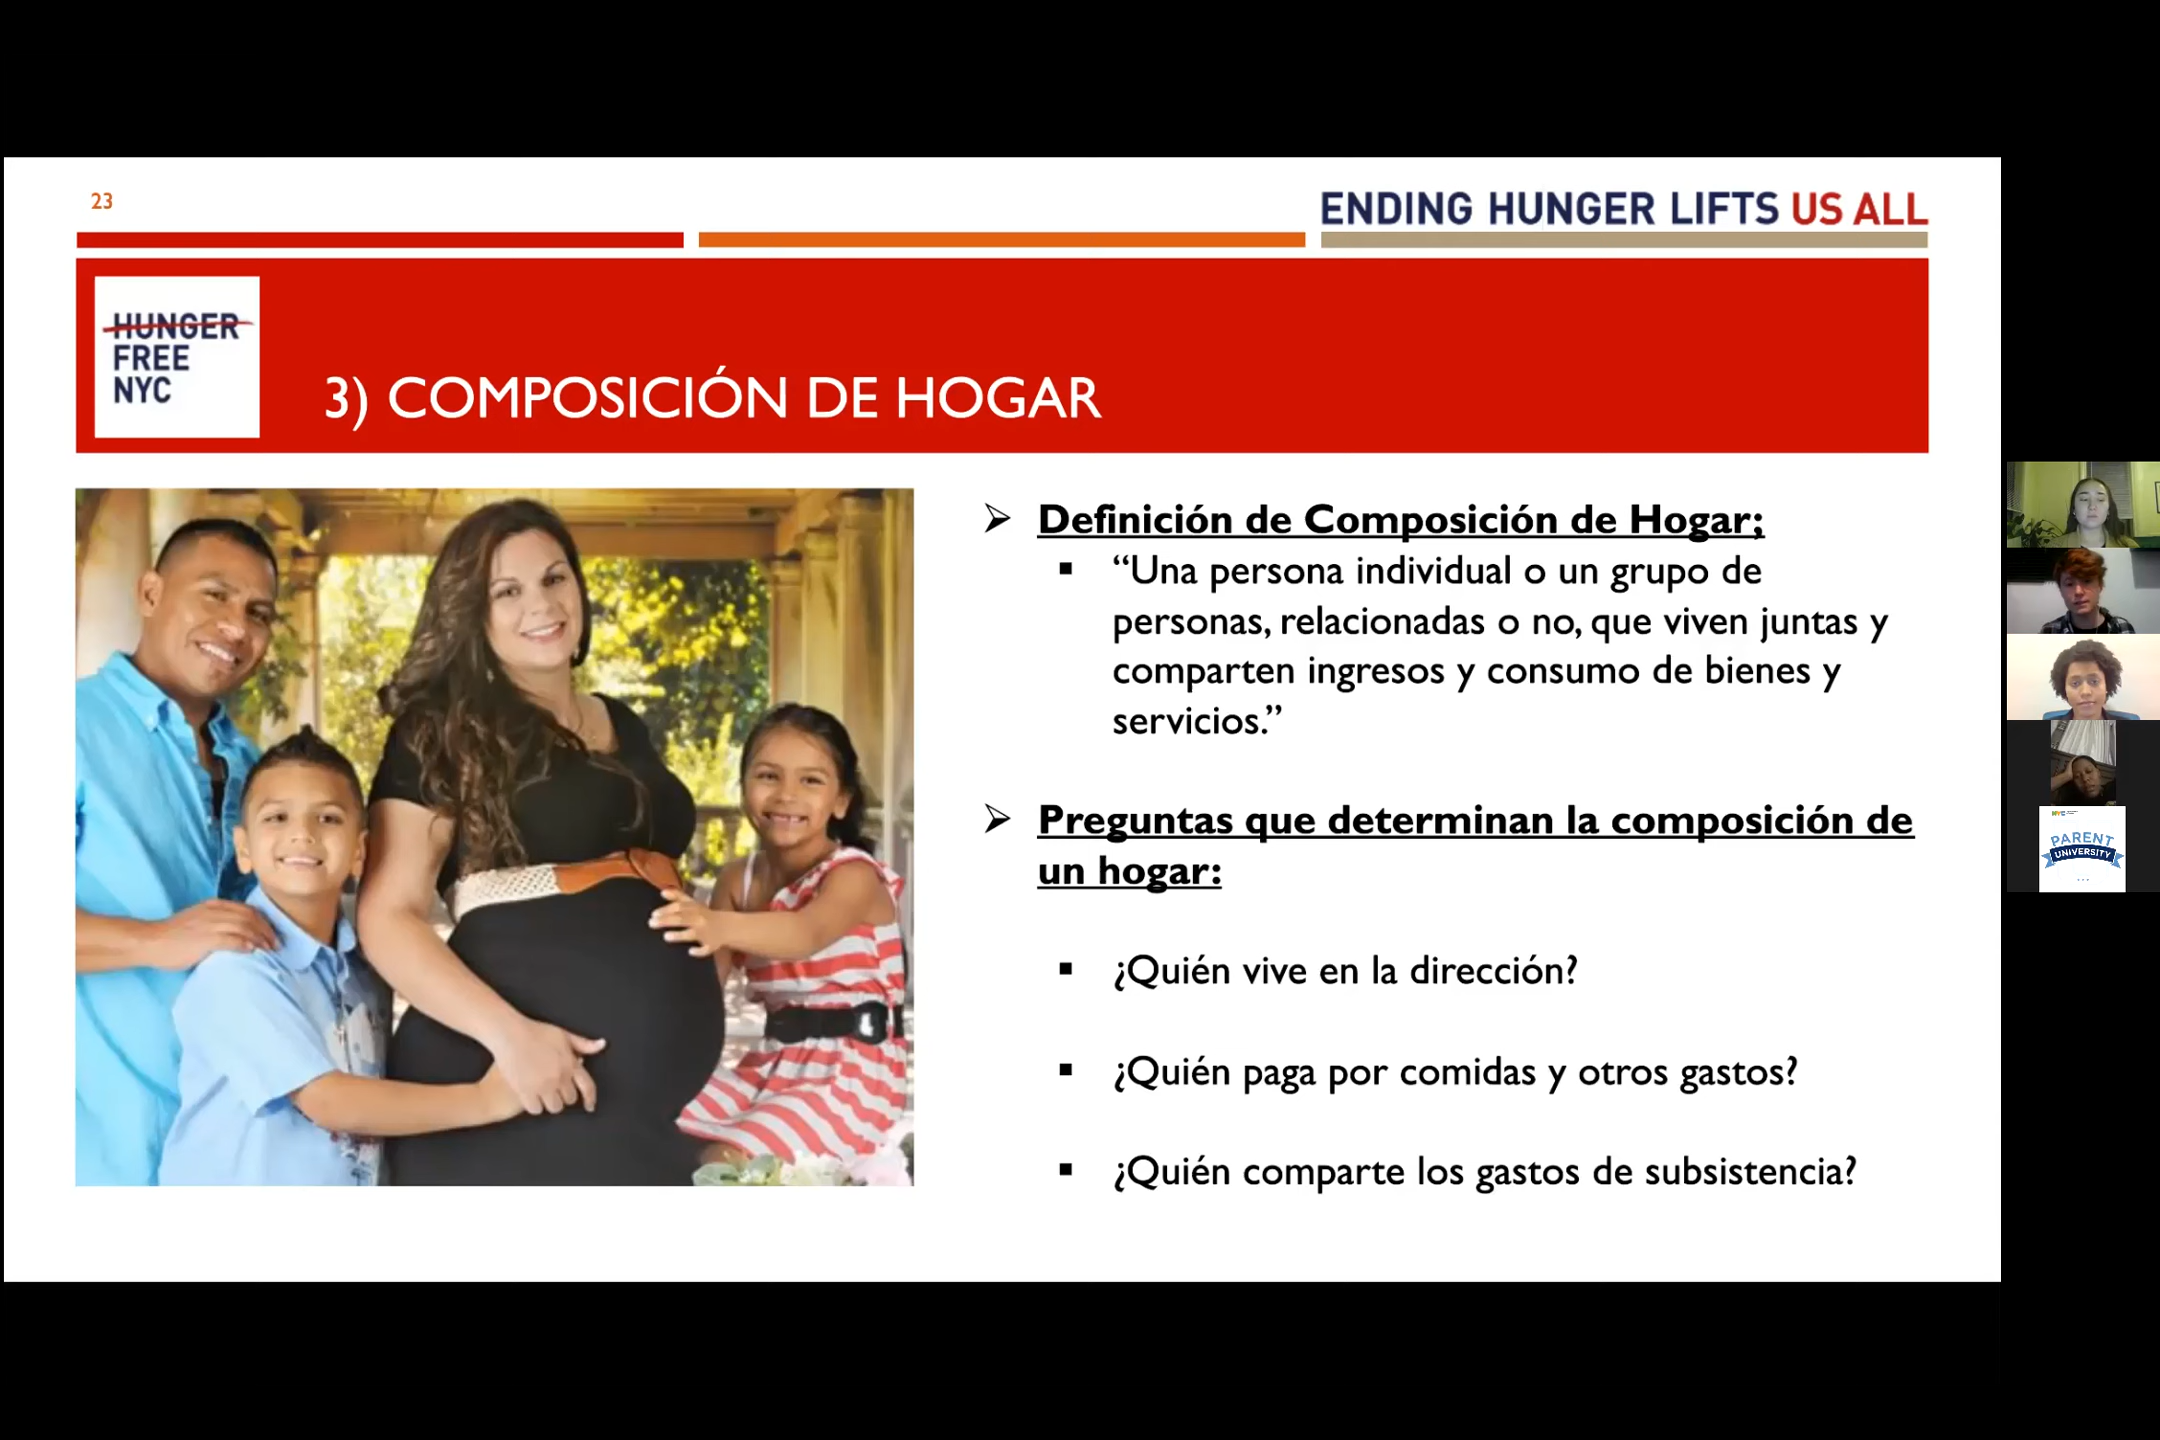 23
ENDING HUNGER LIFTS US ALL
HUNGER
FREE
NYC
3) COMPOSICIÓN DE HOGAR
➢ Definición de Composición de Hogar;
▪ “Una persona individual o un grupo de
personas, relacionadas o no, que viven juntas y
comparten ingresos y consumo de bienes y
servicios.”
➢ Preguntas que determinan la composición de
un hogar:
▪ ¿Quién vive en la dirección?
▪ ¿Quién paga por comidas y otros gastos?
▪ ¿Quién comparte los gastos de subsistencia?
PARENT
UNIVERSITY